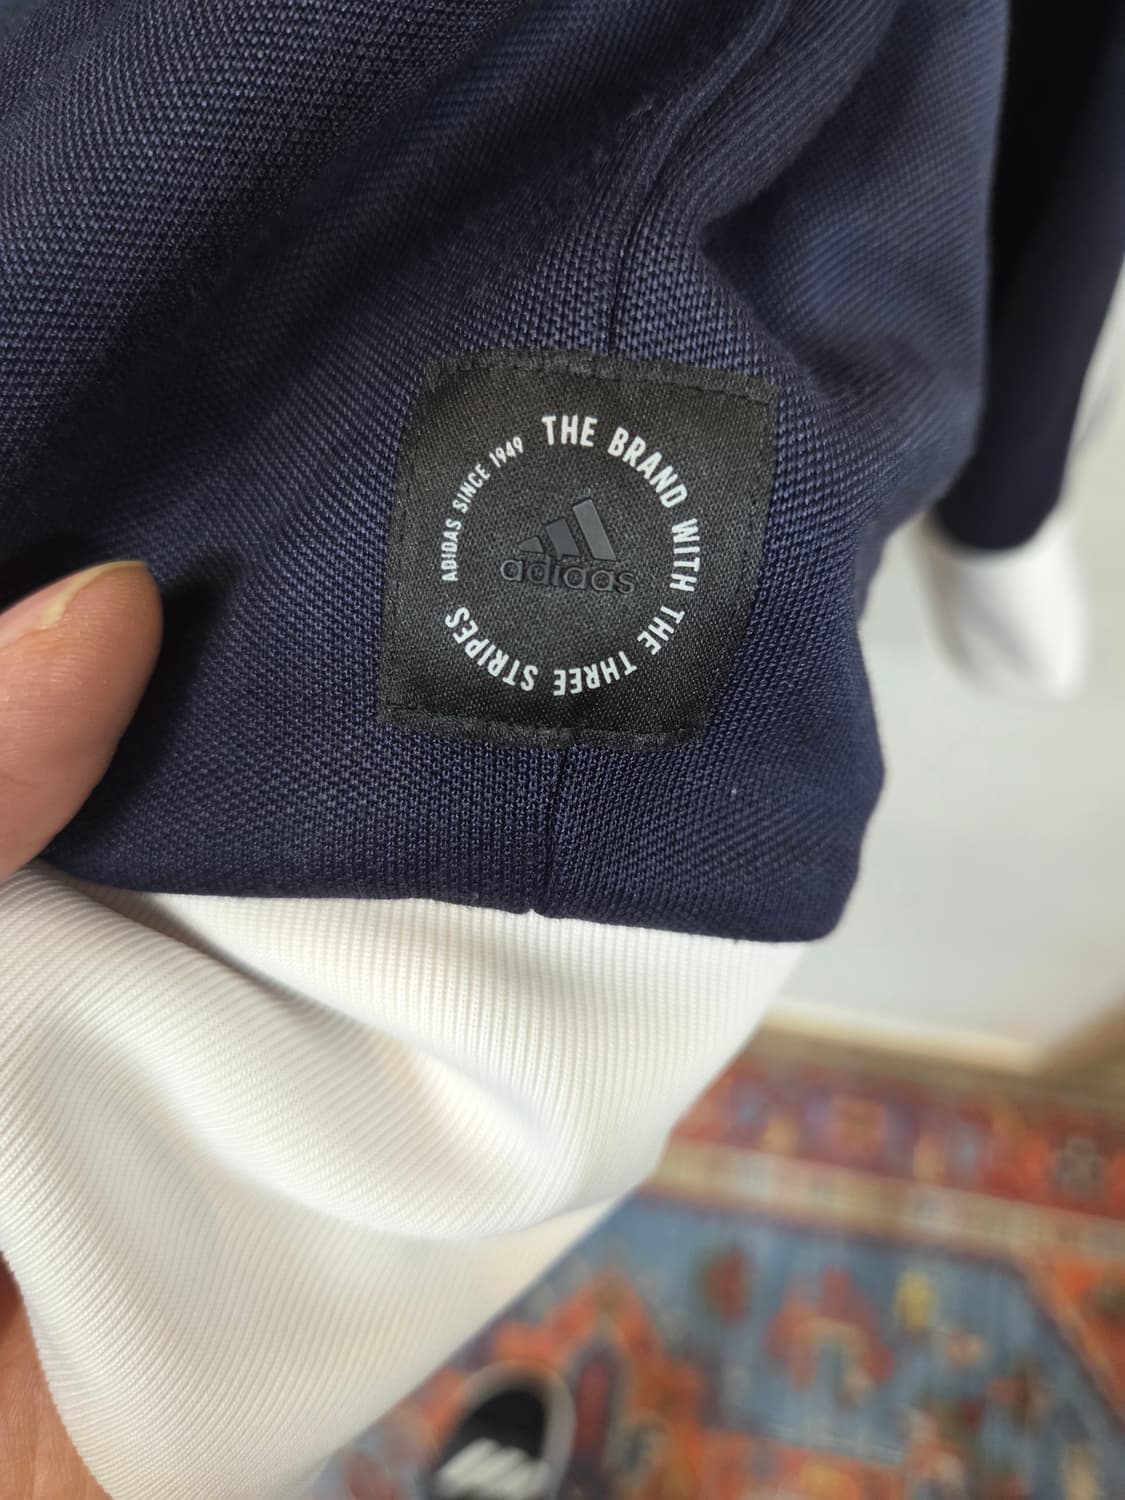 THE BRAND WITH THE THREE STRIPES
ADIDAS SINCE 1949
adidas